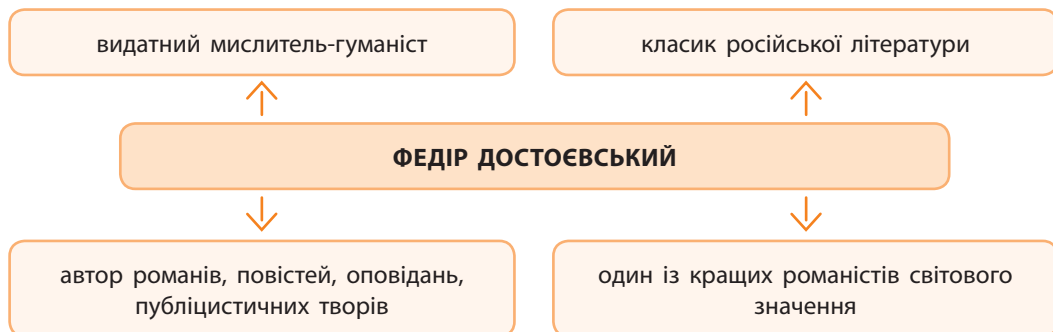 видатний мислитель-гуманіст
класик російської літератури
ФЕДІР ДОСТОЄВСЬКИЙ
автор романів, повістей, оповідань,
публіцистичних творів
один із кращих романістів світового
значення